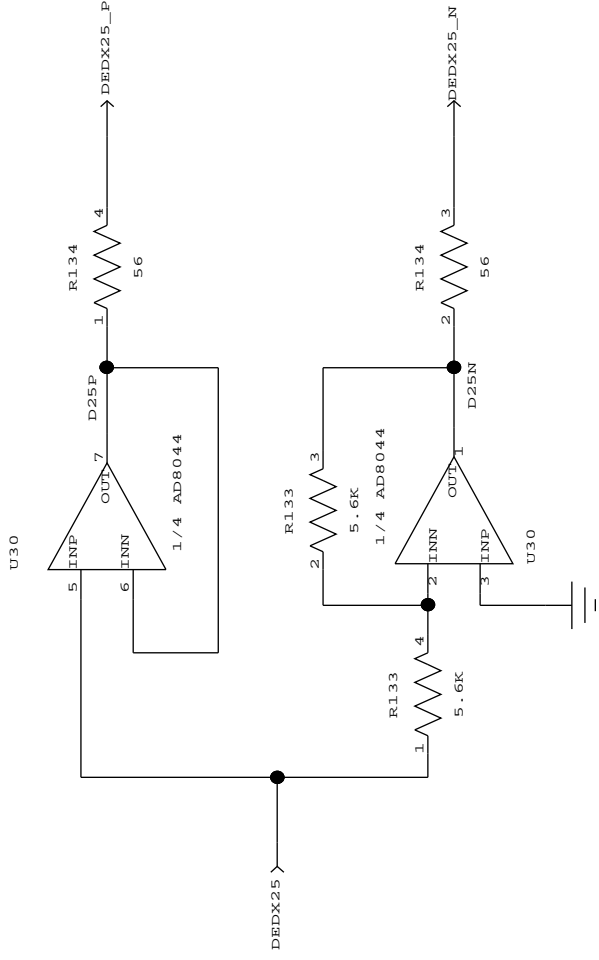 DEDX25_P
DEDX25_N
4
R134
56
1
3
R134
56
2
D25P
D25N
7
OUT
1/4 AD8044
U30
INP
INN
5
6
3
R133
5.6K
2
1/4 AD8044
1
OUT
INN
INP
U30
2
3
4
R133
5.6K
1
DEDX25